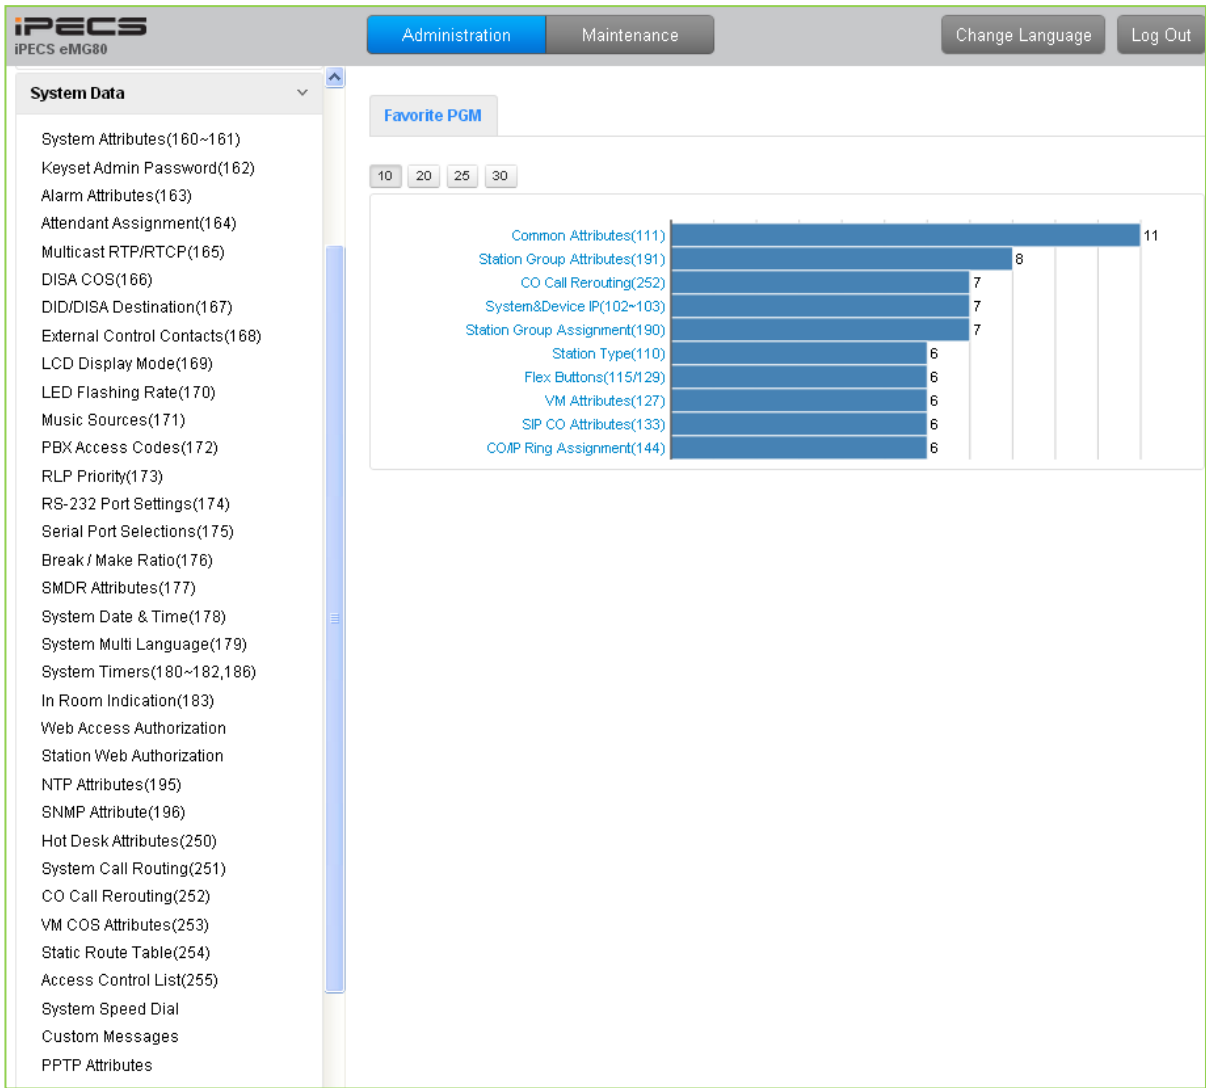 iPECS
iPECS eMG80
Administration
Maintenance
Change Language
Log Out
System Data
System Attributes(160~161)
Keyset Admin Password(162)
Alarm Attributes(163)
Attendant Assignment(164)
Multicast RTP/RTCP(165)
DISA COS(166)
DID/DISA Destination(167)
External Control Contacts(168)
LCD Display Mode(169)
LED Flashing Rate(170)
Music Sources(171)
PBX Access Codes(172)
RLP Priority(173)
RS-232 Port Settings(174)
Serial Port Selections(175)
Break / Make Ratio(176)
SMDR Attributes(177)
System Date & Time(178)
System Multi Language(179)
System Timers(180~182,186)
In Room Indication(183)
Web Access Authorization
Station Web Authorization
NTP Attributes(195)
SNMP Attribute(196)
Hot Desk Attributes(250)
System Call Routing(251)
CO Call Rerouting(252)
VM COS Attributes(253)
Static Route Table(254)
Access Control List(255)
System Speed Dial
Custom Messages
PPTP Attributes
Favorite PGM
10 20 25 30
Common Attributes(111) 11
Station Group Attributes(191) 8
CO Call Rerouting(252) 7
System&Device IP(102~103) 7
Station Group Assignment(190) 7
Station Type(110) 6
Flex Buttons(115/129) 6
VM Attributes(127) 6
SIP CO Attributes(133) 6
CO/IP Ring Assignment(144) 6